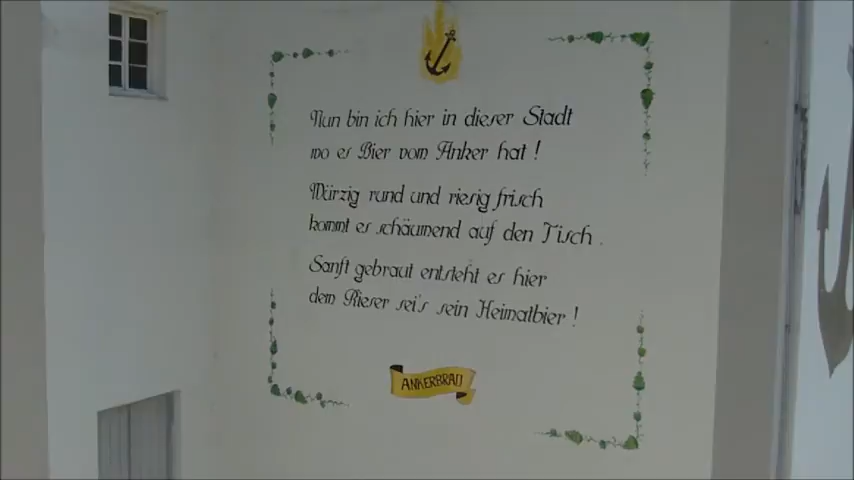 Nun bin ich hier in dieser Stadt
wo es Bier vom Anker hat !
Würzig rund und riesig frisch
kommt es schäumend auf den Tisch .
Sanft gebraut entsteht es hier
dem Rieser sei's sein Heimatbier !
ANKERBRÄU